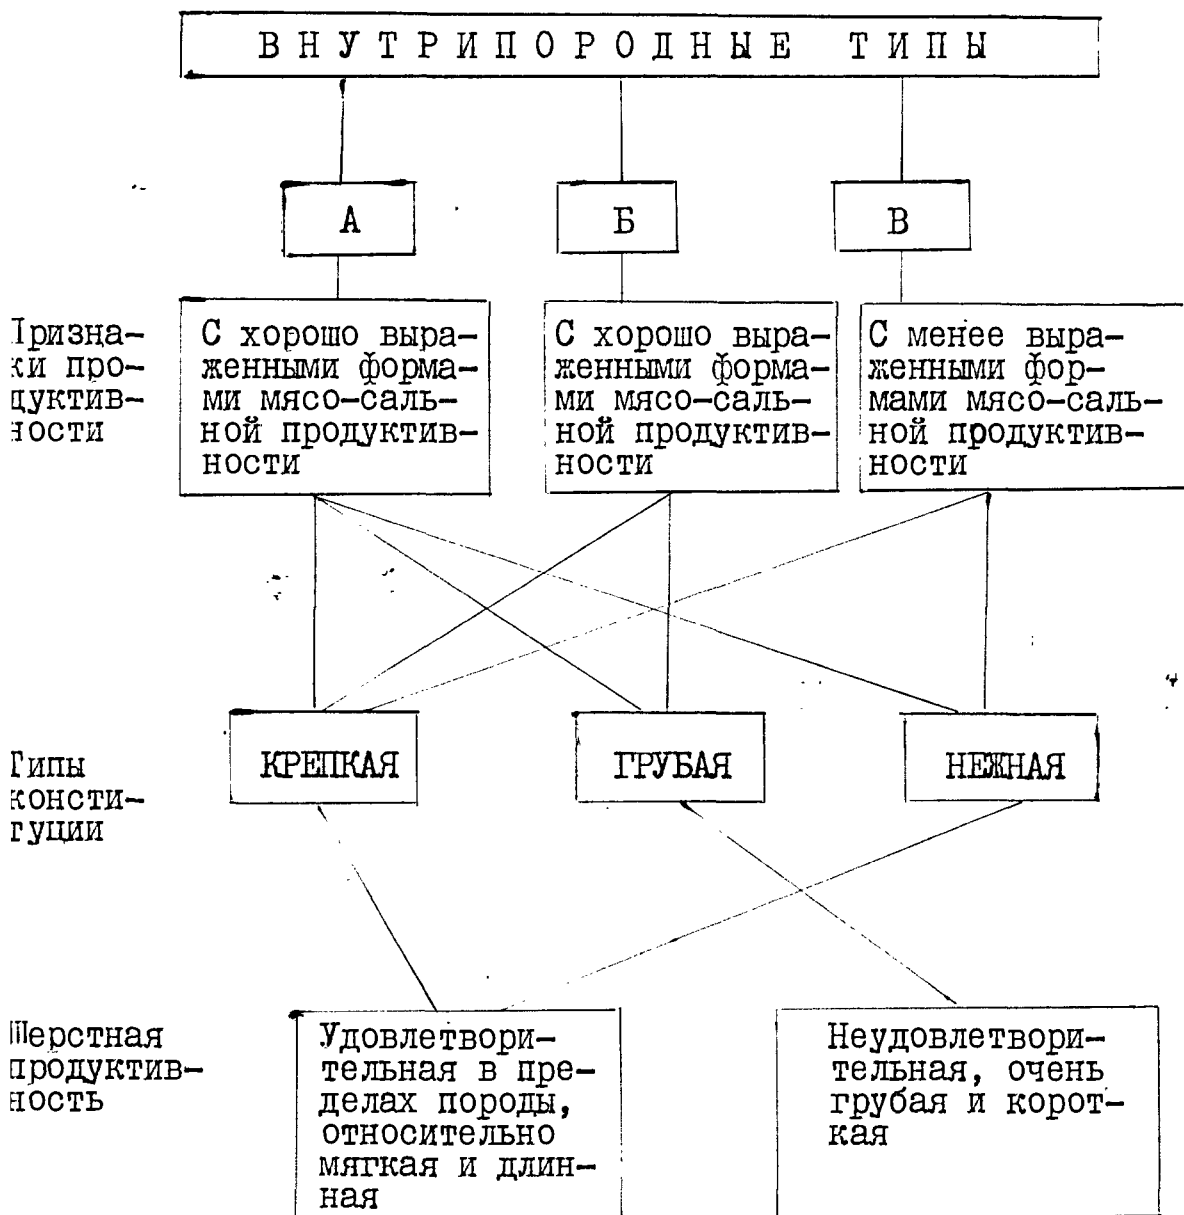 ВНУТРИПОРОДНЫЕ ТИПЫ
А
Б
В
Призна-
ки про-
дуктив-
ности
С хорошо выра-
женными форма-
ми мясо-саль-
ной продуктив-
ности
С хорошо выра-
женными форма-
ми мясо-саль-
ной продуктив-
ности
С менее выра-
женными фор-
мами мясо-саль-
ной продуктив-
ности
Типы
консти-
туции
КРЕПКАЯ
ГРУБАЯ
НЕЖНАЯ
Шерстная
продуктив-
ность
Удовлетвори-
тельная в пре-
делах породы,
относительно
мягкая и длин-
ная
Неудовлетвори-
тельная, очень
грубая и корот-
кая